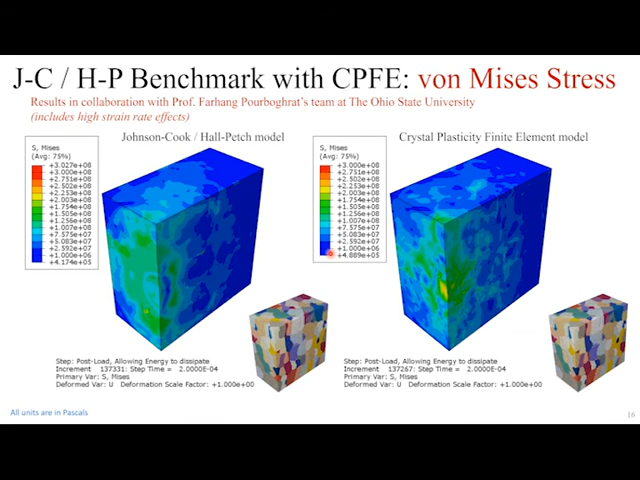 J-C / H-P Benchmark with CPFE: von Mises Stress
Results in collaboration with Prof. Farhang Pourboghrat's team at The Ohio State University
(includes high strain rate effects)
Johnson-Cook / Hall-Petch model
S, Mises
(Avg: 75%)
+3.027e+08
+3.000e+08
+2.751e+08
+2.502e+08
+2.253e+08
+2.003e+08
+1.754e+08
+1.505e+08
+1.256e+08
+1.007e+08
+7.575e+07
+5.083e+07
+2.592e+07
+1.000e+06
+4.174e+05
Step: Post-Load, Allowing Energy to dissipate
Increment 137331: Step Time = 2.0000E-04
Primary Var: S, Mises
Deformed Var: U Deformation Scale Factor: +1.000e+00
Crystal Plasticity Finite Element model
S, Mises
(Avg: 75%)
+3.000e+08
+2.751e+08
+2.502e+08
+2.253e+08
+2.003e+08
+1.754e+08
+1.505e+08
+1.256e+08
+1.007e+08
+7.575e+07
+5.083e+07
+2.592e+07
+1.000e+06
+4.889e+05
Step: Post-Load, Allowing Energy to dissipate
Increment 137267: Step Time = 2.0000E-04
Primary Var: S, Mises
Deformed Var: U Deformation Scale Factor: +1.000e+00
All units are in Pascals
16